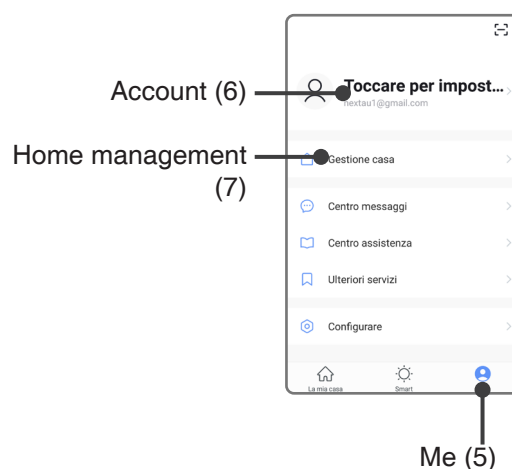 Account (6)
Toccare per impost...
nextau1@gmail.com
Home management
(7)
Gestione casa
Centro messaggi
Centro assistenza
Ulteriori servizi
Configurare
La mia casa
Smart
Me (5)